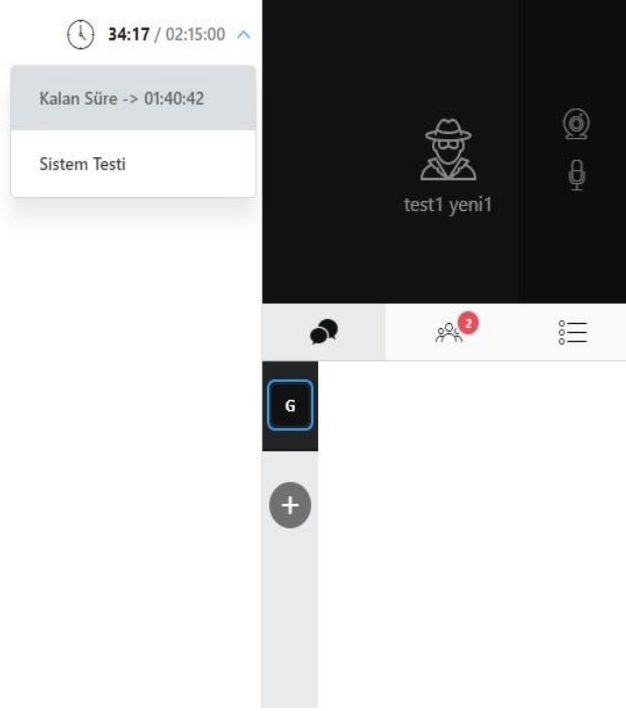 34:17 / 02:15:00
Kalan Süre -> 01:40:42
Sistem Testi
test1 yeni1
2
G